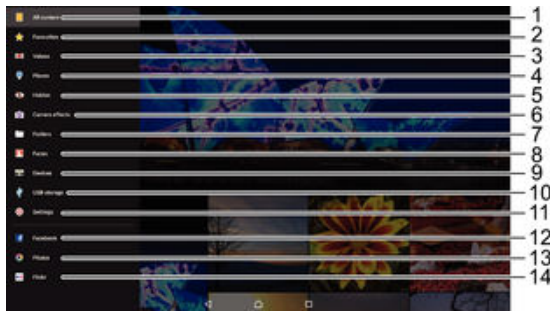 All content 1
Favourites 2
Videos 3
Places 4
Hidden 5
Camera effects 6
Folders 7
Faces 8
Devices 9
USB storage 10
Settings 11
Facebook 12
Photos 13
Flickr 14